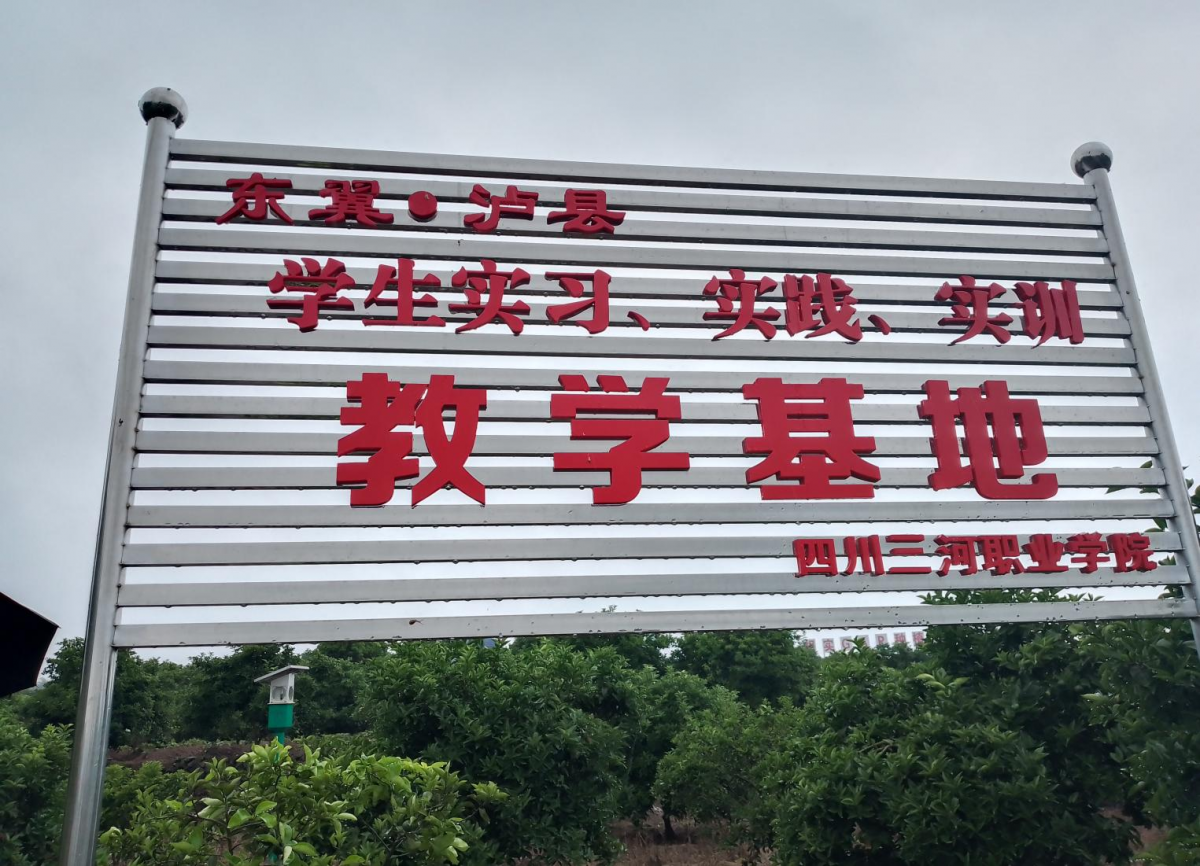 东翼·泸县
学生实习、实践、实训
教学基地
四川三河职业学院